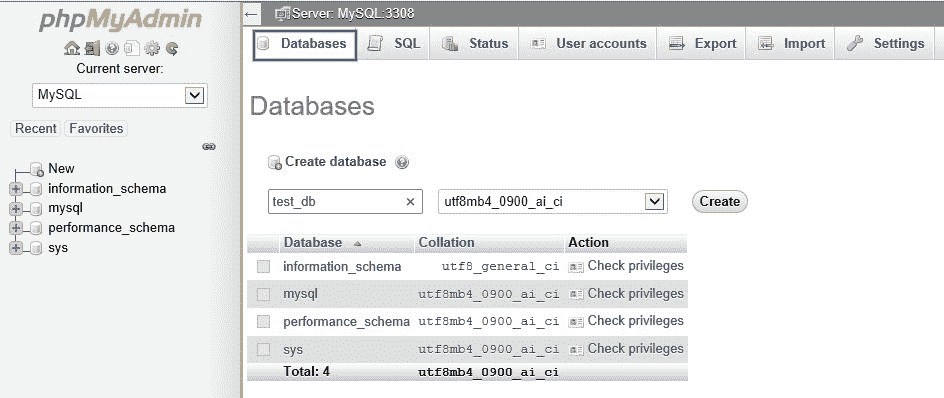 phpMyAdmin
Current server:
MySQL
Recent Favorites
New
information_schema
mysql
performance_schema
sys
Server: MySQL:3308
Databases SQL Status User accounts Export Import Settings
Databases
Create database
test_db × utf8mb4_0900_ai_ci Create
Database Collation Action
information_schema utf8_general_ci Check privileges
mysql utf8mb4_0900_ai_ci Check privileges
performance_schema utf8mb4_0900_ai_ci Check privileges
sys utf8mb4_0900_ai_ci Check privileges
Total: 4 utf8mb4_0900_ai_ci